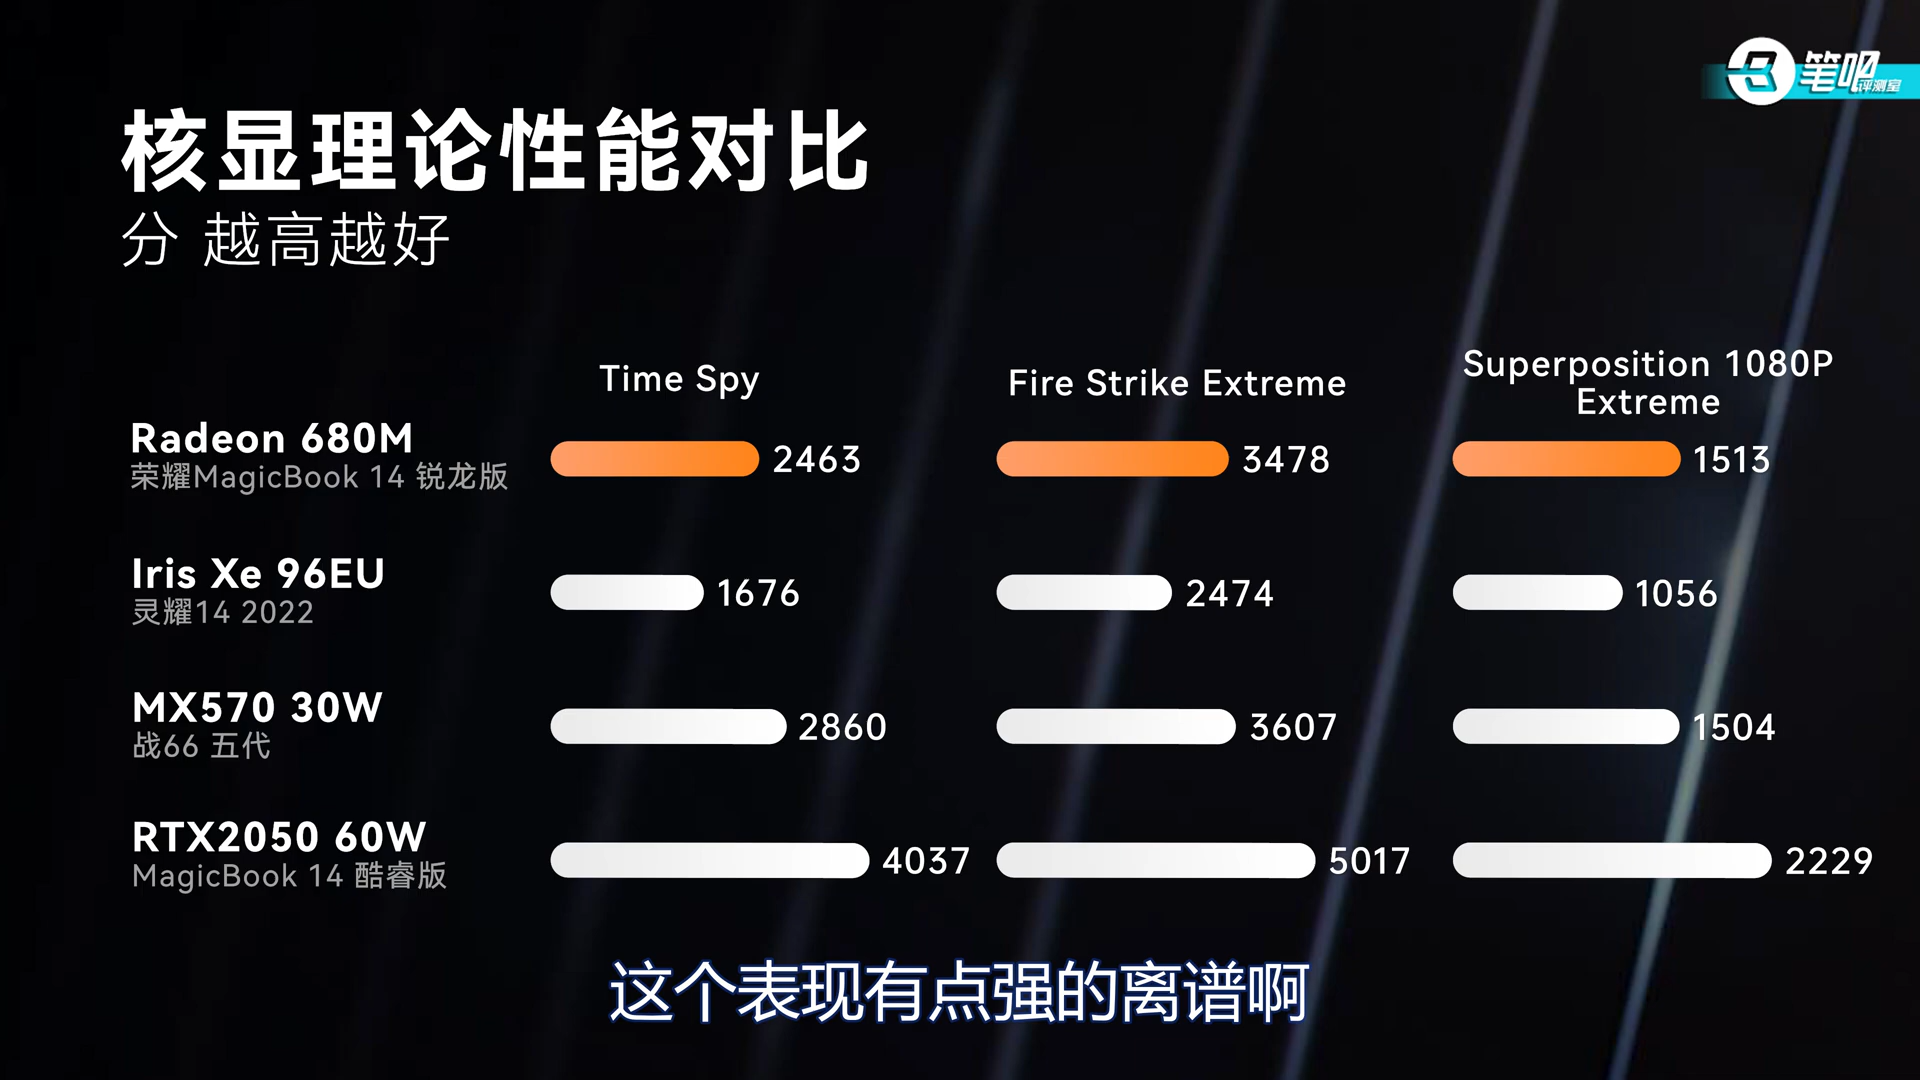 笔吧评测室
核显理论性能对比
分 越高越好
Time Spy
Fire Strike Extreme
Superposition 1080P
Extreme
Radeon 680M
荣耀MagicBook 14 锐龙版
2463
3478
1513
Iris Xe 96EU
灵耀14 2022
1676
2474
1056
MX570 30W
战66 五代
2860
3607
1504
RTX2050 60W
MagicBook 14 酷睿版
4037
5017
2229
这个表现有点强的离谱啊